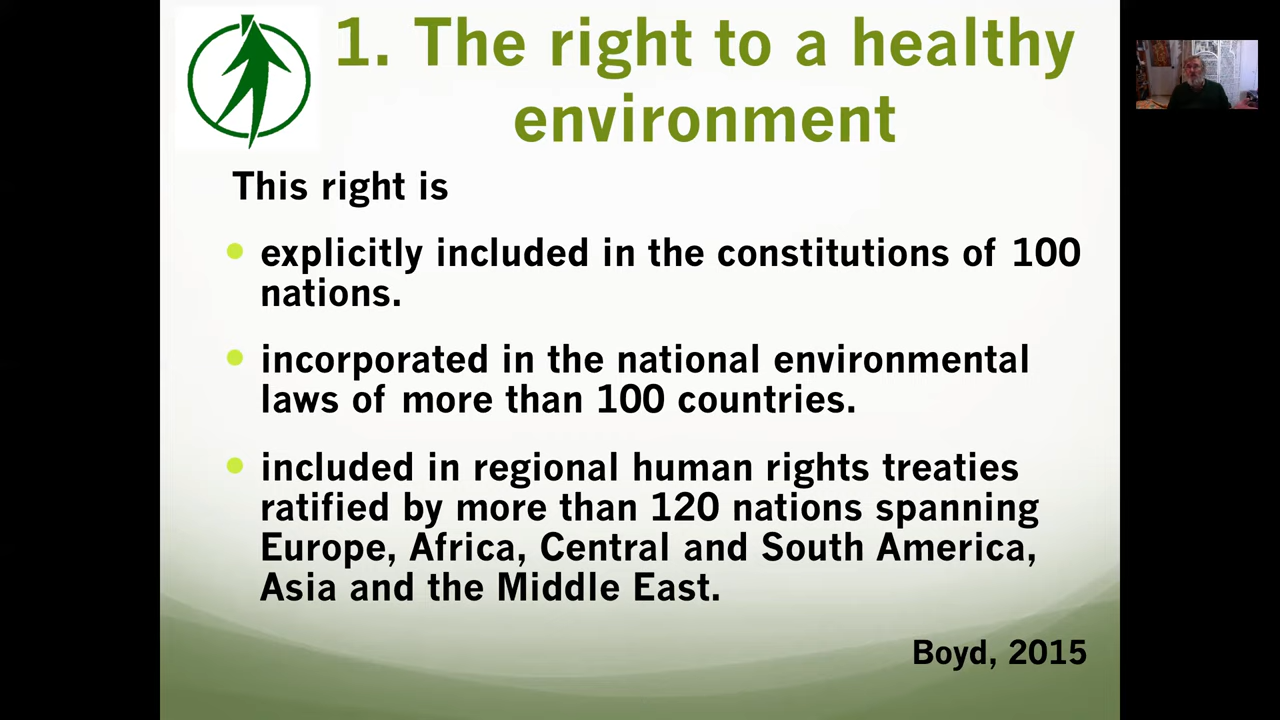 1. The right to a healthy
environment
This right is
explicitly included in the constitutions of 100
nations.
incorporated in the national environmental
laws of more than 100 countries.
included in regional human rights treaties
ratified by more than 120 nations spanning
Europe, Africa, Central and South America,
Asia and the Middle East.
Boyd, 2015